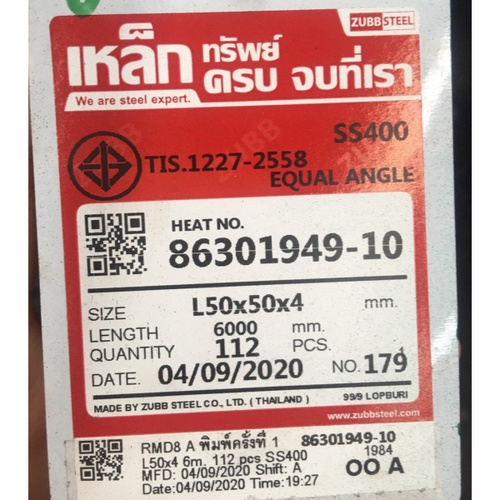 ZUBB STEEL
เหล็ก ทรัพย์
ครบ จบที่เรา
We are steel expert.
SS400
TIS.1227-2558
EQUAL ANGLE
HEAT NO.
86301949-10
SIZE L50x50x4 mm.
LENGTH 6000 mm.
QUANTITY 112 PCS.
DATE. 04/09/2020 NO. 179
MADE BY ZUBB STEEL CO., LTD. ( THAILAND ) 99/9 LOPBURI
www.zubbsteel.com
RMD8 A พิมพ์ครั้งที่ 1 86301949-10
L50x4 6m. 112 pcs SS400 1984
MFD: 04/09/2020 Shift: A OO A
Date:04/09/2020 Time:19:27